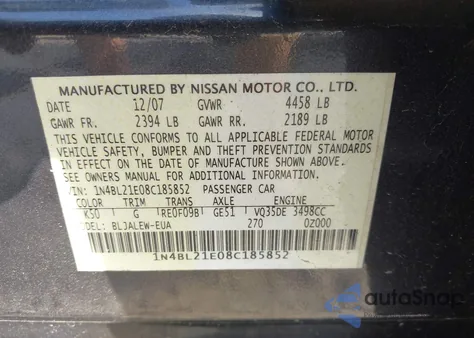 MANUFACTURED BY NISSAN MOTOR CO., LTD.
DATE 12/07 GVWR 4458 LB
GAWR FR. 2394 LB GAWR RR. 2189 LB
THIS VEHICLE CONFORMS TO ALL APPLICABLE FEDERAL MOTOR
VEHICLE SAFETY, BUMPER AND THEFT PREVENTION STANDARDS
IN EFFECT ON THE DATE OF MANUFACTURE SHOWN ABOVE.
SEE OWNERS MANUAL FOR ADDITIONAL INFORMATION
VIN: 1N4BL21E08C185852 PASSENGER CAR
COLOR TRIM TRANS AXLE ENGINE
K50 G RE0F09B GE51 VQ35DE 3498CC
ODEL: BLJALEW-EUA 270 0Z000
1N4BL21E08C185852
autoSnap